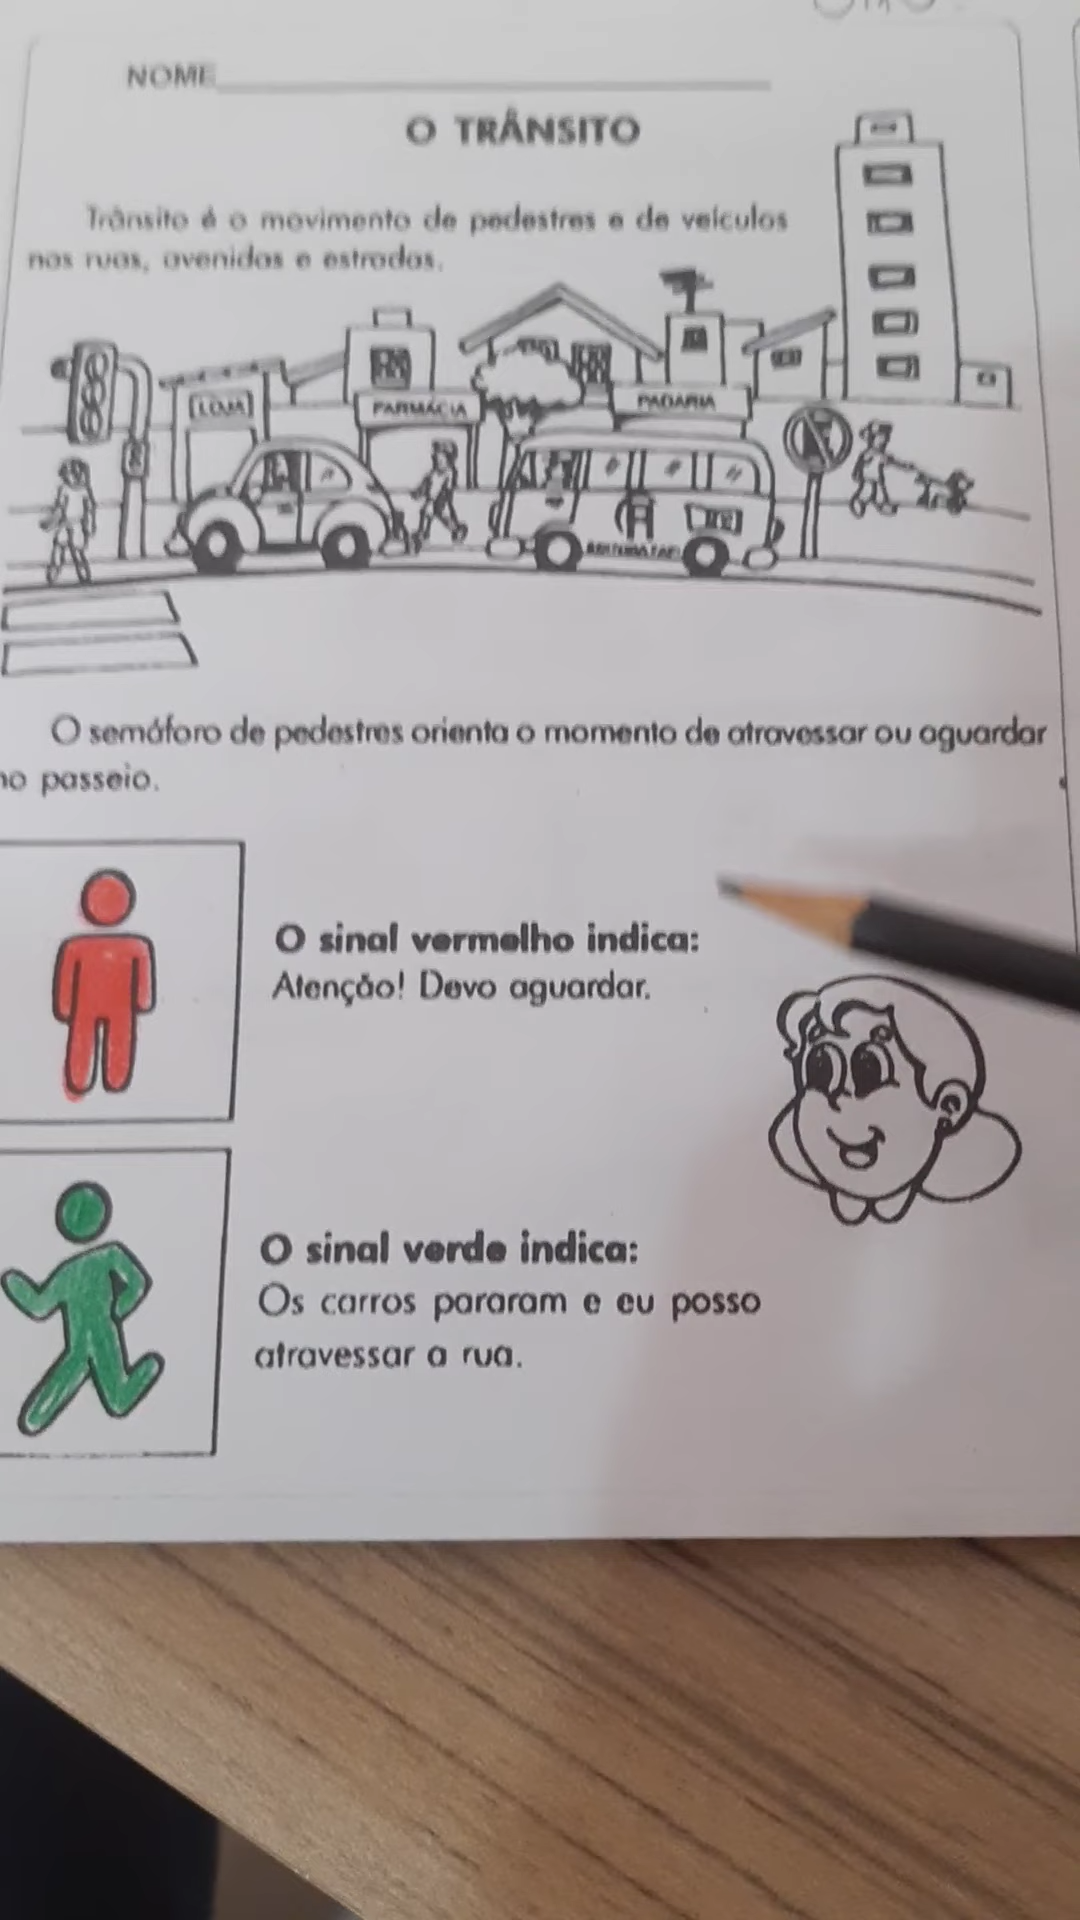 NOME
O TRÂNSITO
Trânsito é o movimento de pedestres e de veículos
nas ruas, avenidas e estradas.
LOJA
FARMÁCIA
PADARIA
O semáforo de pedestres orienta o momento de atravessar ou aguardar
no passeio.
O sinal vermelho indica:
Atenção! Devo aguardar.
O sinal verde indica:
Os carros pararam e eu posso
atravessar a rua.